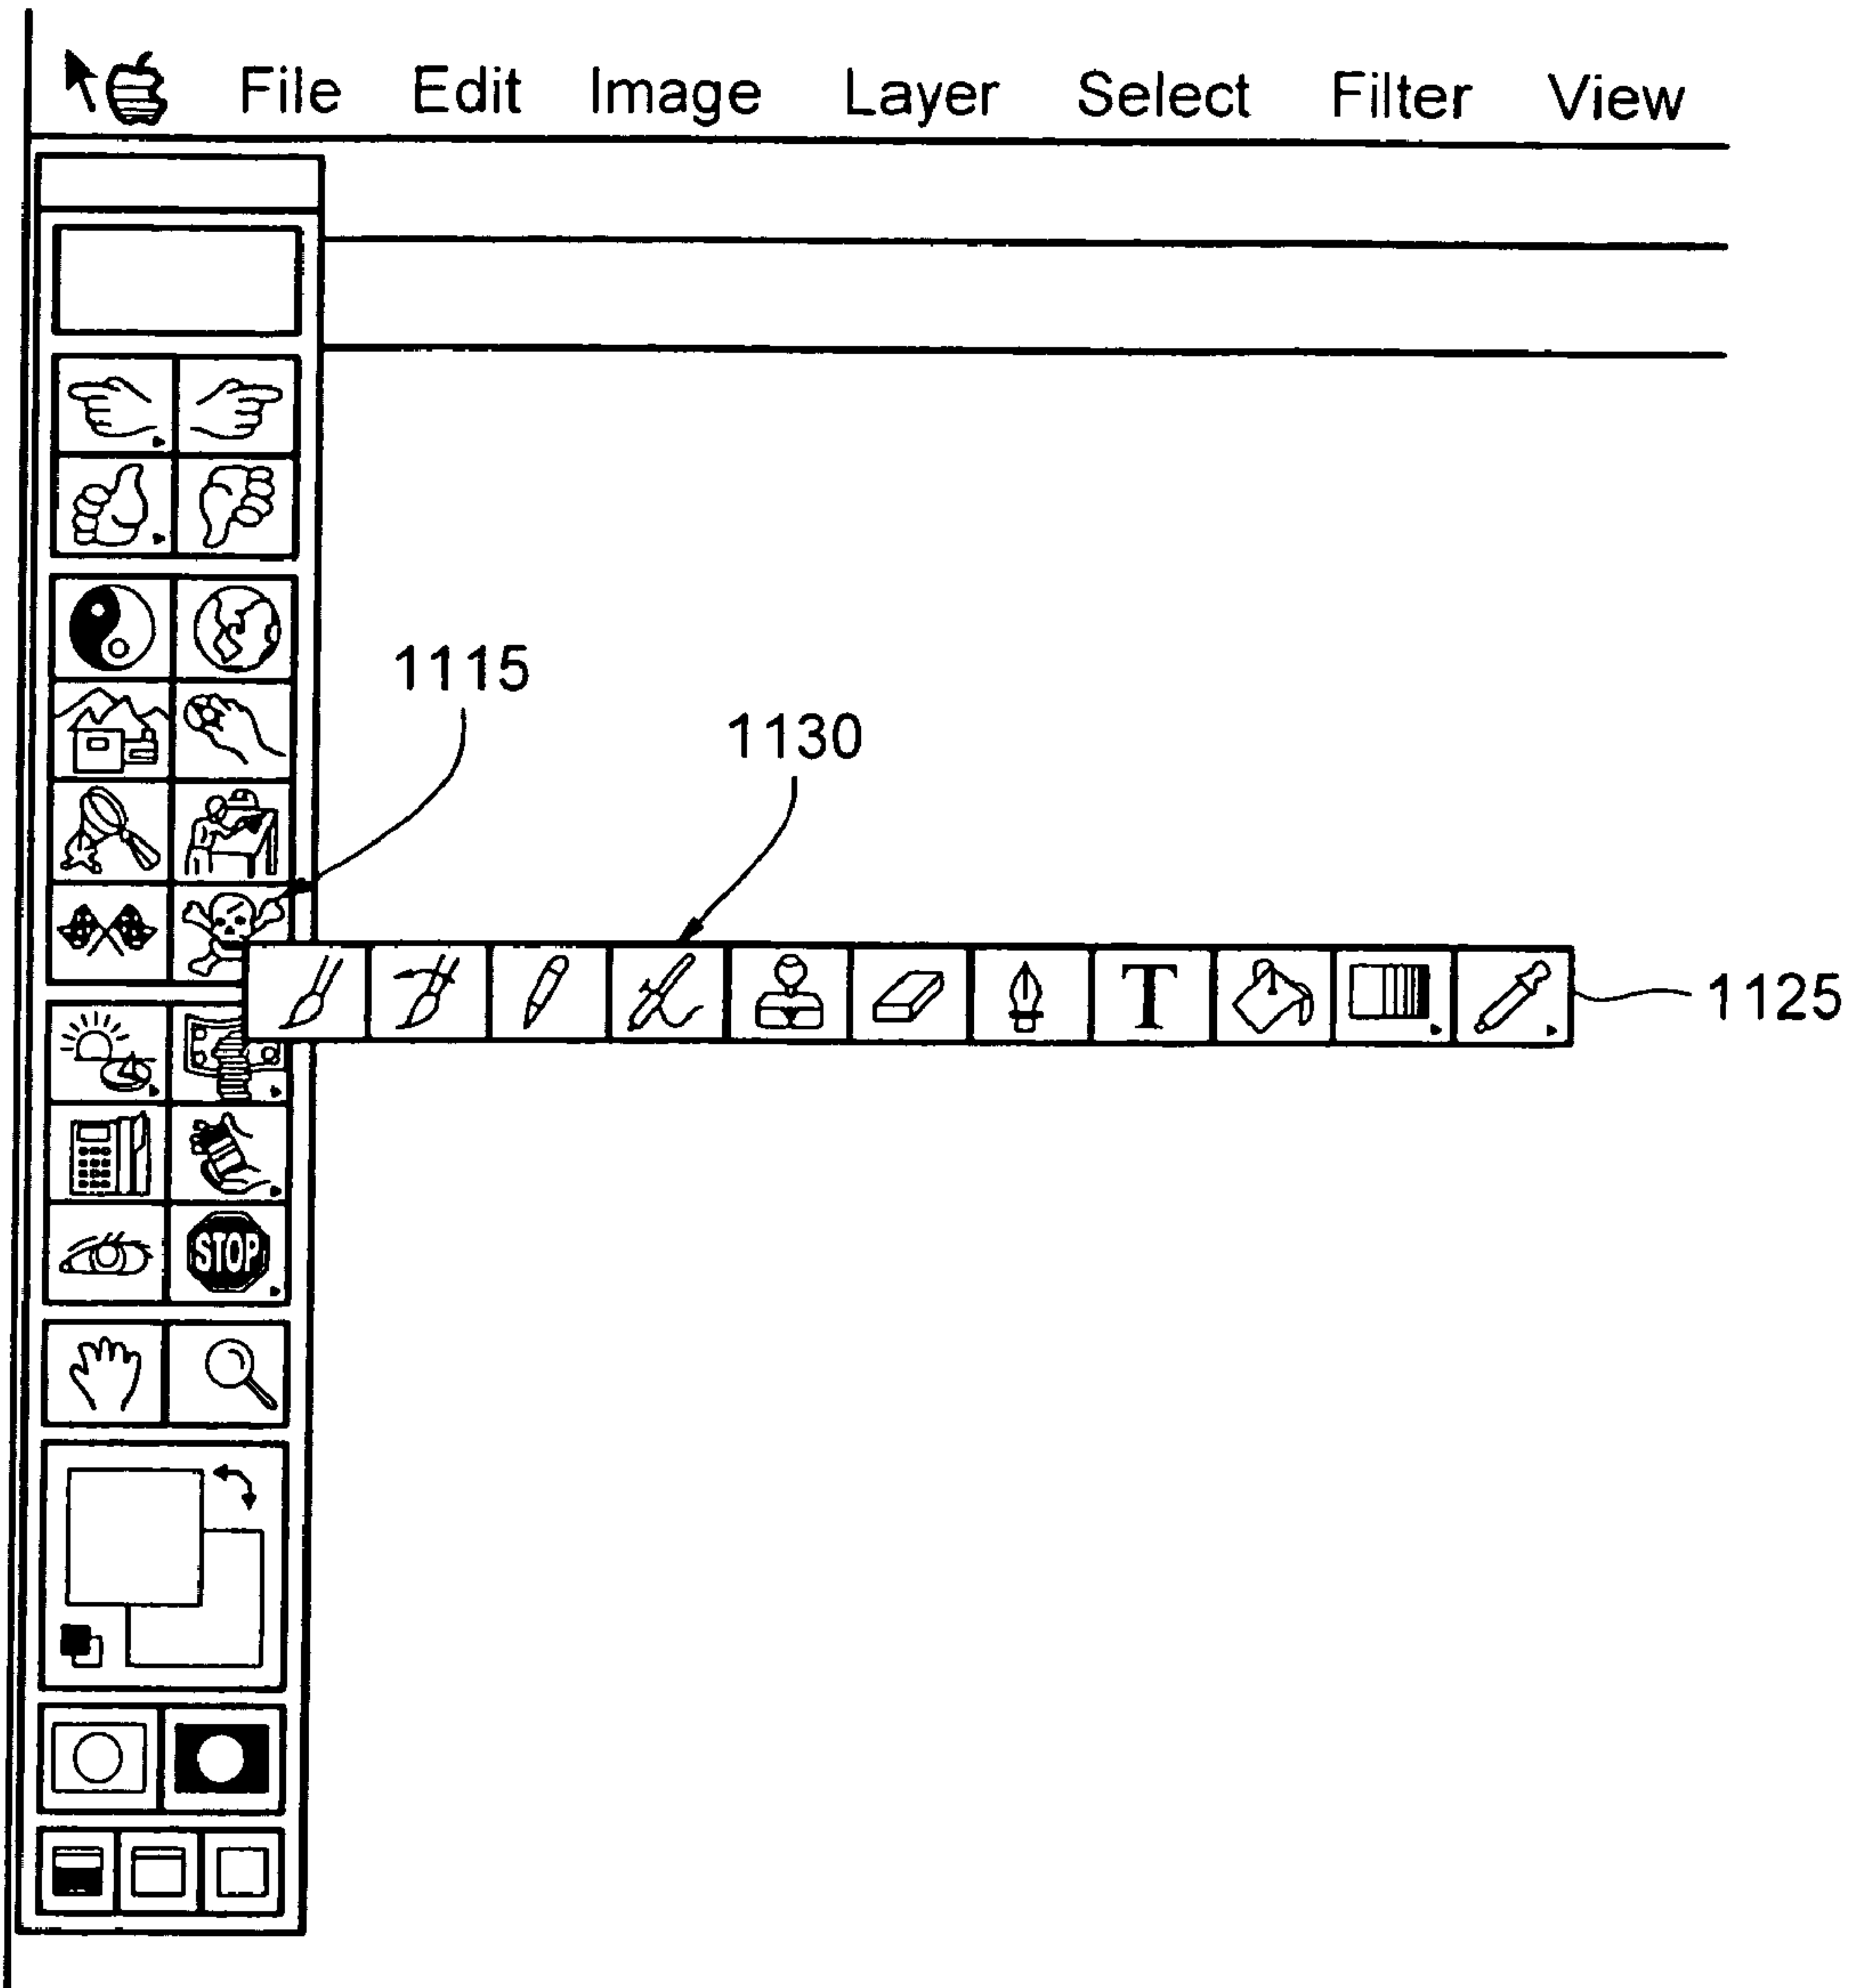 File Edit Image Layer Select Filter View
1115
1130
T
1125
STOP